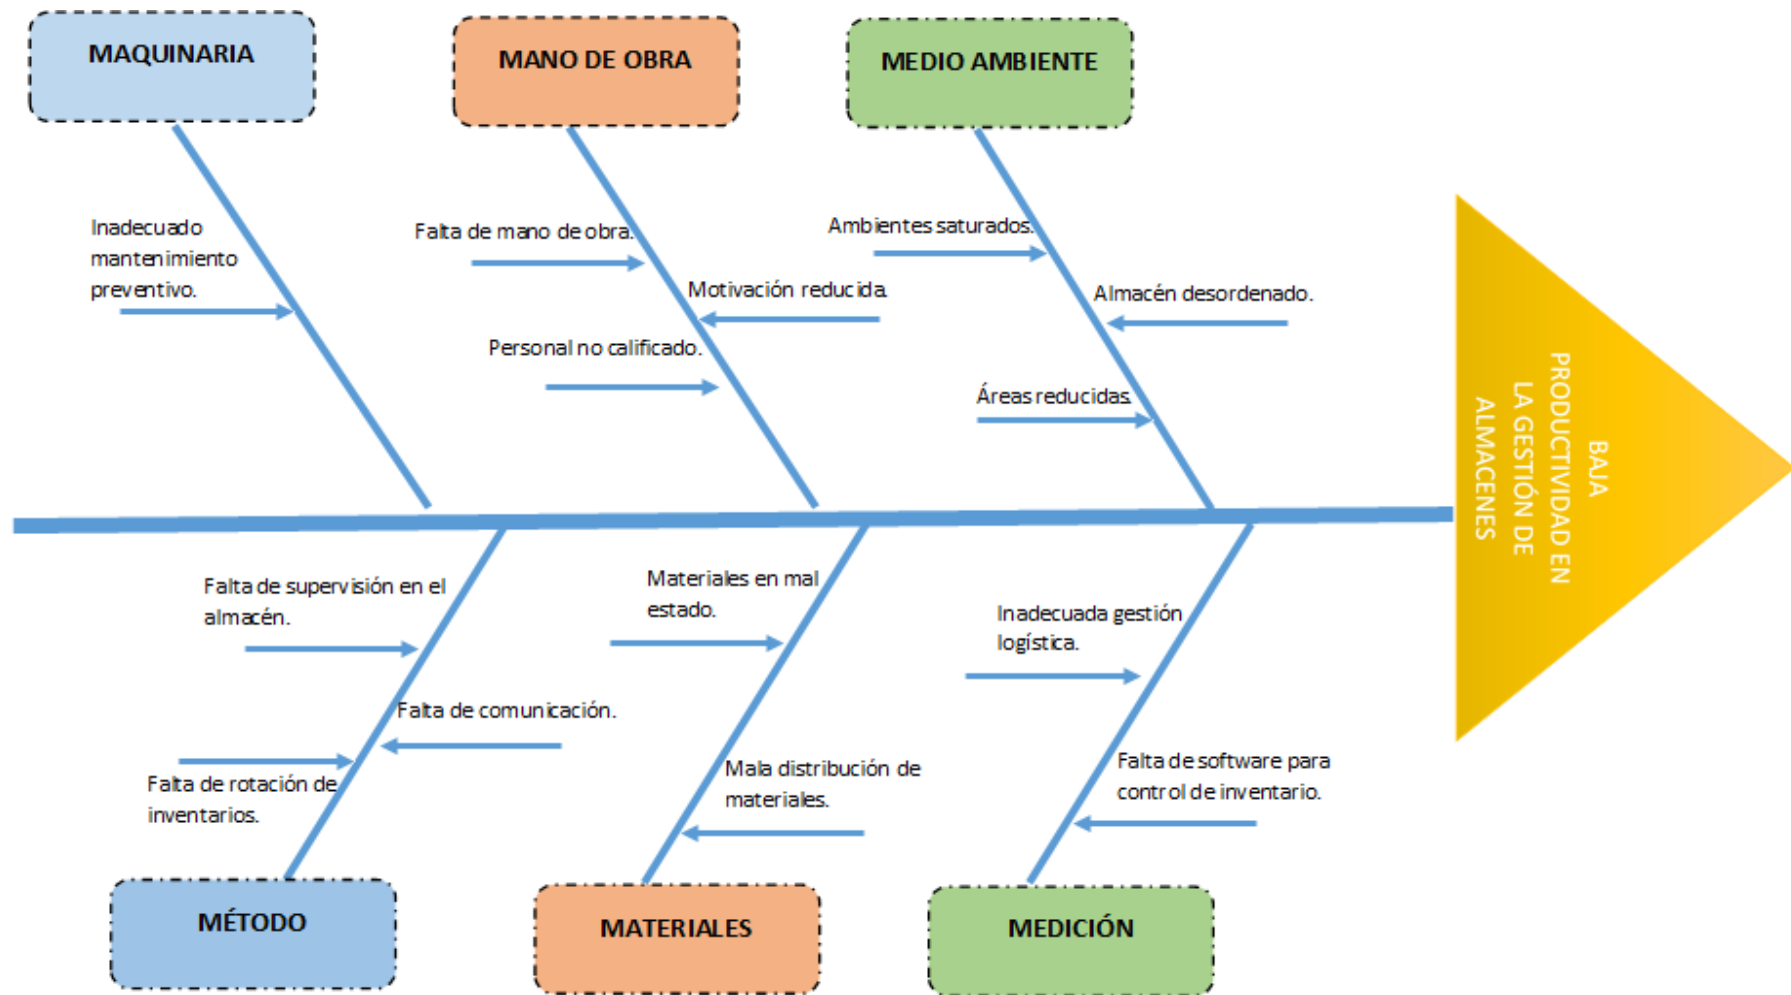 MAQUINARIA
MANO DE OBRA
MEDIO AMBIENTE
Inadecuado
mantenimiento
preventivo.
Falta de mano de obra.
Motivación reducida.
Personal no calificado.
Ambientes saturados.
Almacén desordenado.
Áreas reducidas.
BAJA
PRODUCTIVIDAD EN
LA GESTIÓN DE
ALMACENES
Falta de supervisión en el
almacén.
Falta de comunicación.
Falta de rotación de
inventarios.
Materiales en mal
estado.
Mala distribución de
materiales.
Inadecuada gestión
logística.
Falta de software para
control de inventario.
MÉTODO
MATERIALES
MEDICIÓN